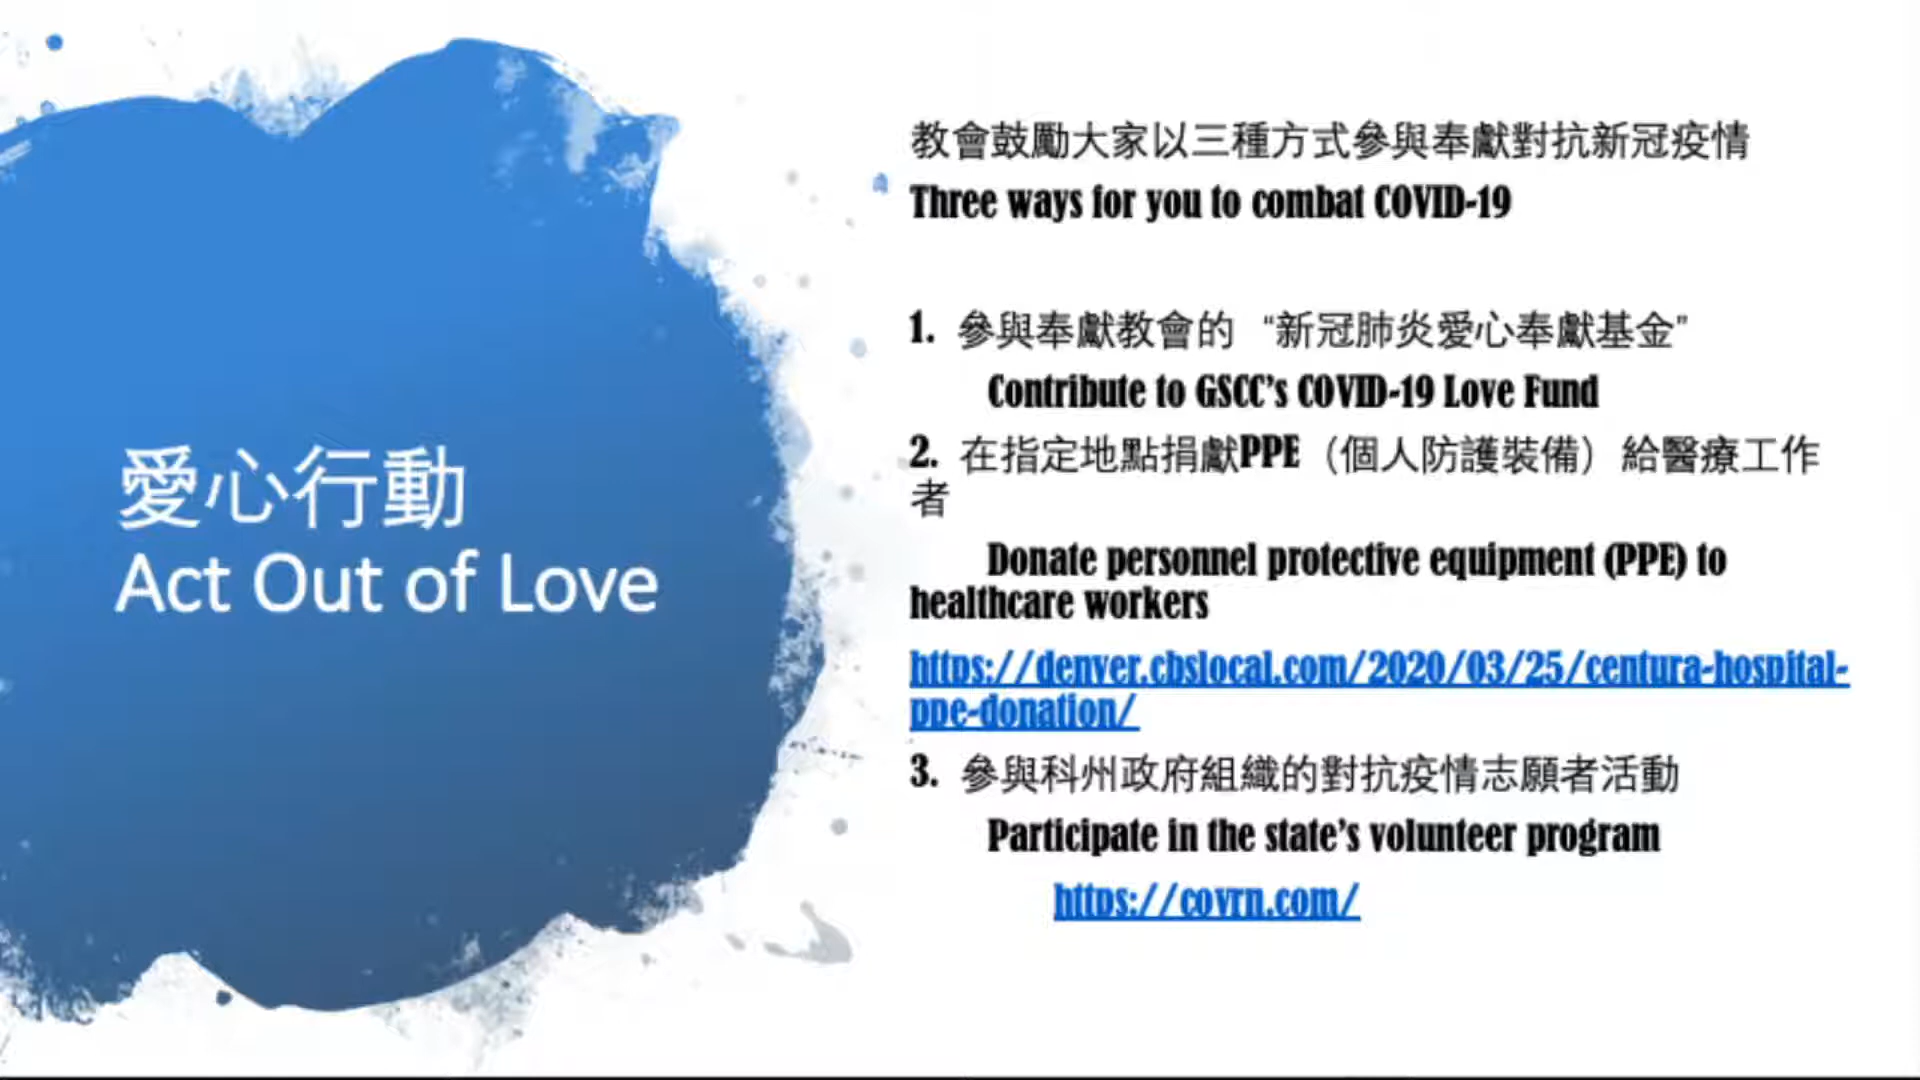 愛心行動
Act Out of Love
教會鼓勵大家以三種方式參與奉獻對抗新冠疫情
Three ways for you to combat COVID-19
1. 參與奉獻教會的 “新冠肺炎愛心奉獻基金”
Contribute to GSCC’s COVID-19 Love Fund
2. 在指定地點捐獻PPE（個人防護裝備）給醫療工作
者
Donate personnel protective equipment (PPE) to
healthcare workers
https://denver.cbslocal.com/2020/03/25/centura-hospital-
ppe-donation/
3. 參與科州政府組織的對抗疫情志願者活動
Participate in the state’s volunteer program
https://covrn.com/